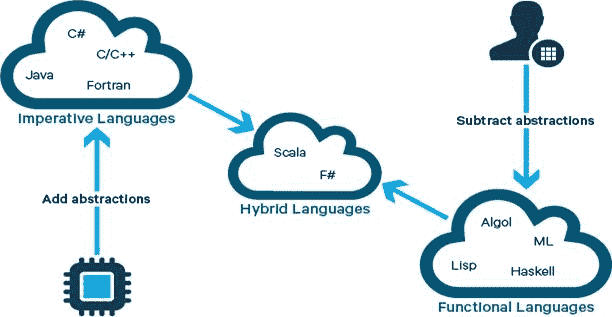 C#
C/C++
Java
Fortran
Imperative Languages
Add abstractions
Scala
F#
Hybrid Languages
Subtract abstractions
Algol
ML
Lisp
Haskell
Functional Languages